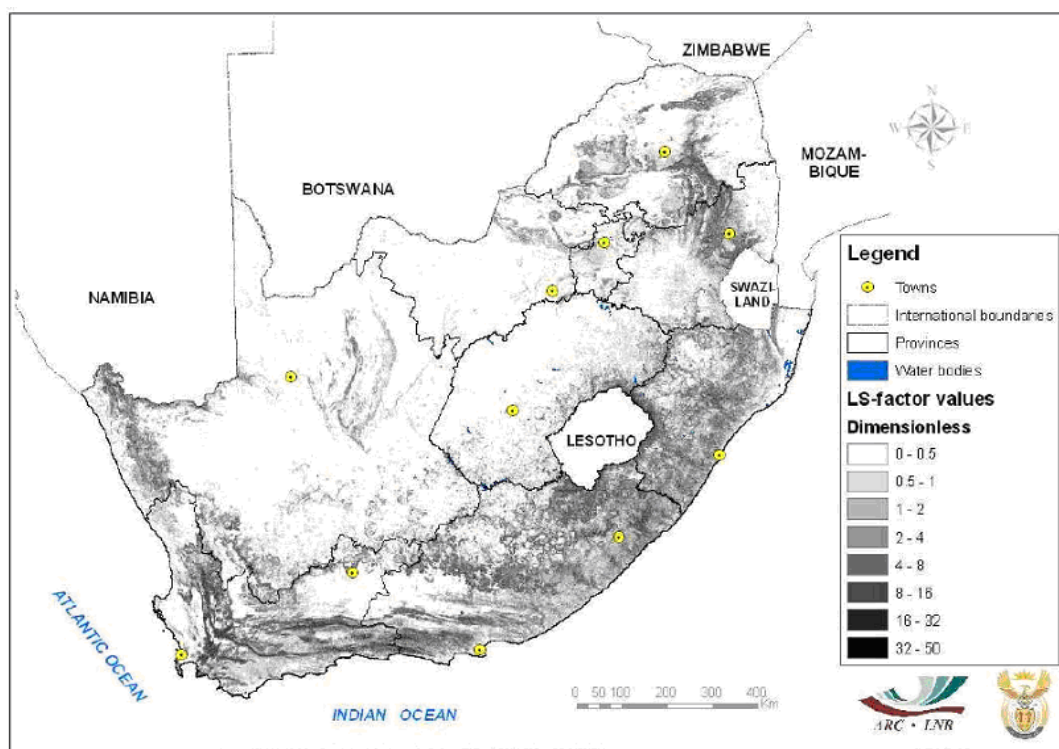 ZIMBABWE
N
W
E
S
MOZAM-
BIQUE
BOTSWANA
NAMIBIA
SWAZI-
LAND
LESOTHO
ATLANTIC OCEAN
INDIAN OCEAN
0 50 100 200 300 400
Km
Legend
Towns
International boundaries
Provinces
Water bodies
LS-factor values
Dimensionless
0 - 0.5
0.5 - 1
1 - 2
2 - 4
4 - 8
8 - 16
16 - 32
32 - 50
ARC • LNR